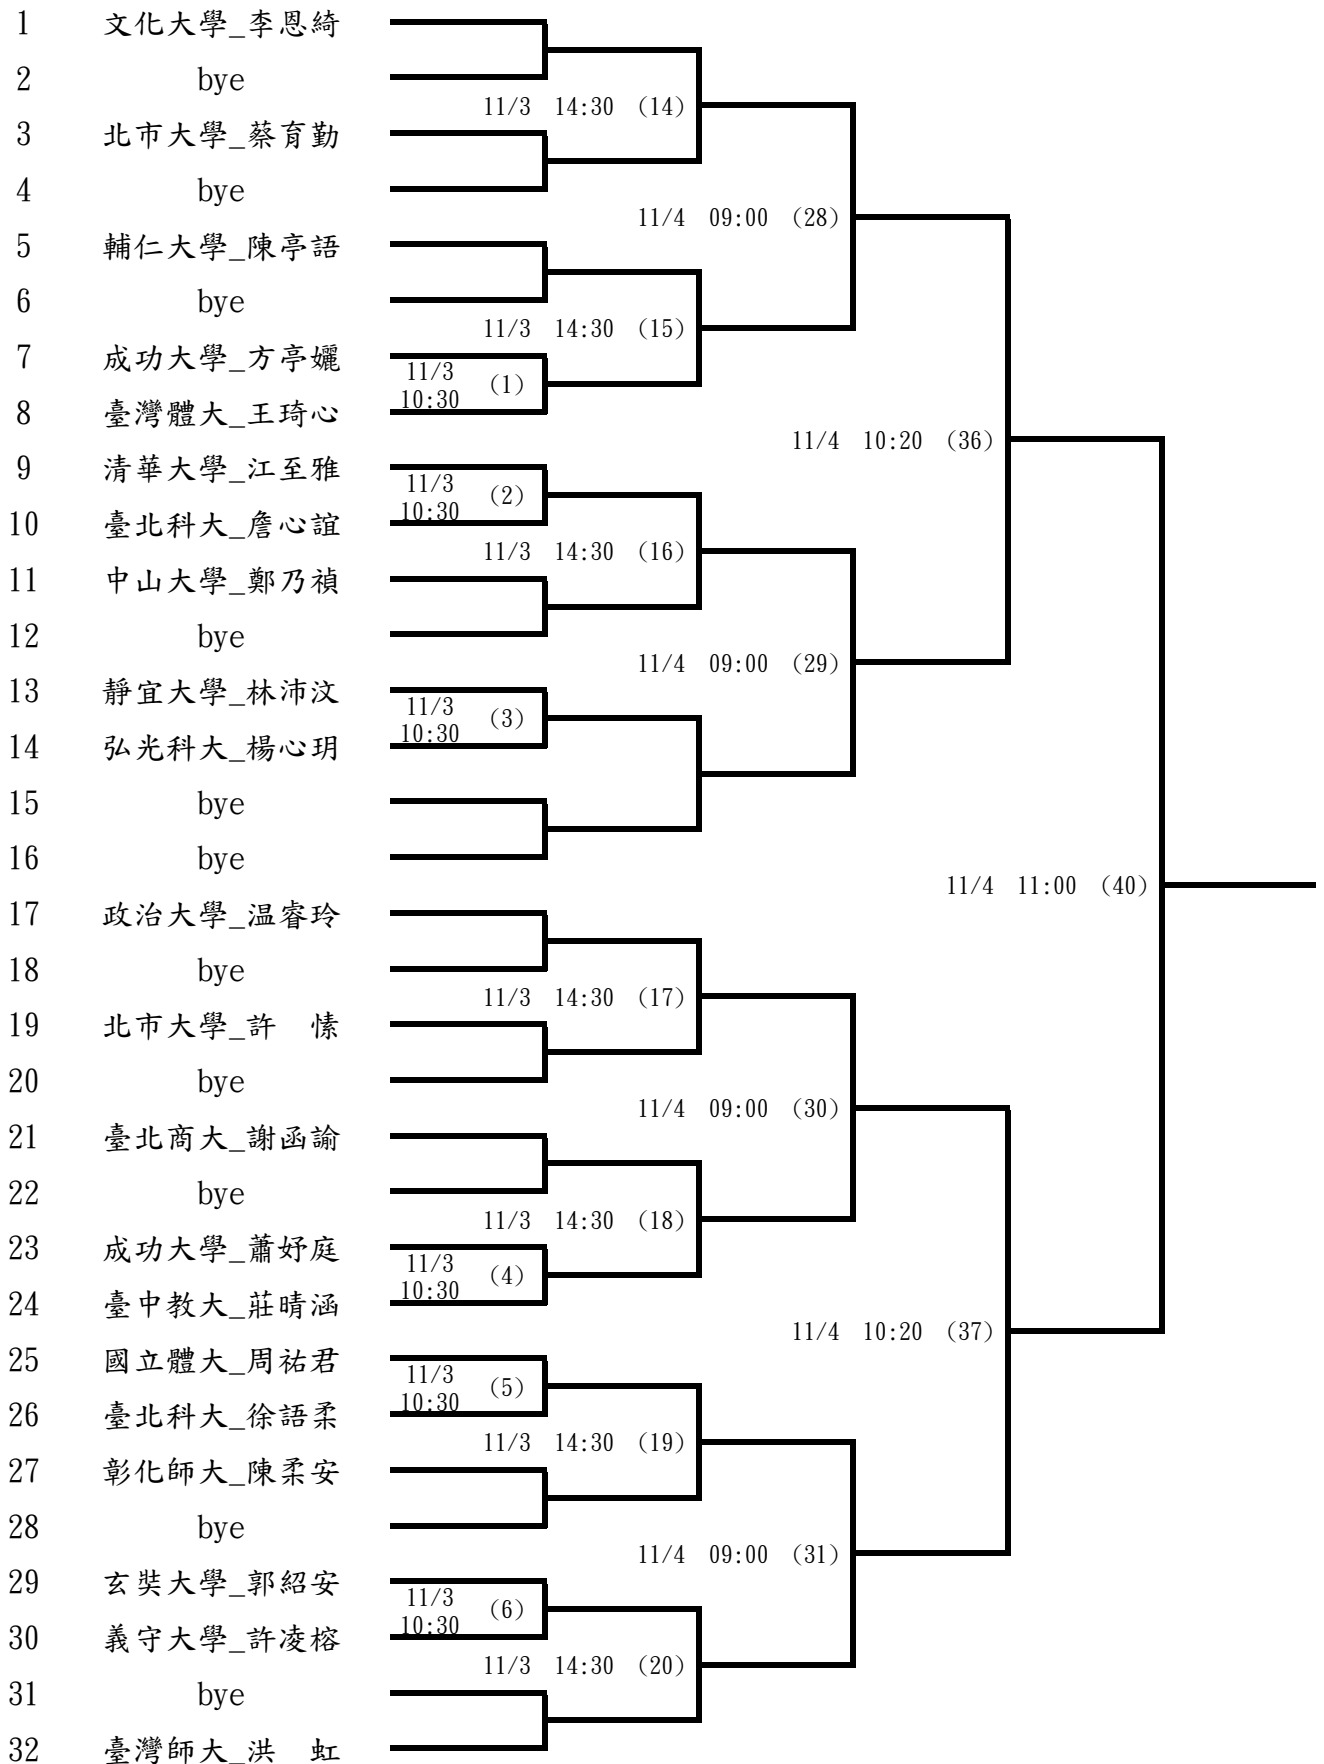 1 文化大學_李恩綺
2 bye
11/3 14:30 (14)
3 北市大學_蔡育勤
4 bye
11/4 09:00 (28)
5 輔仁大學_陳亭語
6 bye
11/3 14:30 (15)
7 成功大學_方亭孋
11/3 10:30 (1)
8 臺灣體大_王琦心
11/4 10:20 (36)
9 清華大學_江至雅
11/3 10:30 (2)
10 臺北科大_詹心誼
11/3 14:30 (16)
11 中山大學_鄭乃禎
12 bye
11/4 09:00 (29)
13 靜宜大學_林沛汶
11/3 10:30 (3)
14 弘光科大_楊心玥
15 bye
16 bye
11/4 11:00 (40)
17 政治大學_温睿玲
18 bye
11/3 14:30 (17)
19 北市大學_許 愫
20 bye
11/4 09:00 (30)
21 臺北商大_謝函諭
22 bye
11/3 14:30 (18)
23 成功大學_蕭妤庭
11/3 10:30 (4)
24 臺中教大_莊晴涵
11/4 10:20 (37)
25 國立體大_周祐君
11/3 10:30 (5)
26 臺北科大_徐語柔
11/3 14:30 (19)
27 彰化師大_陳柔安
28 bye
11/4 09:00 (31)
29 玄奘大學_郭紹安
11/3 10:30 (6)
30 義守大學_許凌榕
11/3 14:30 (20)
31 bye
32 臺灣師大_洪 虹